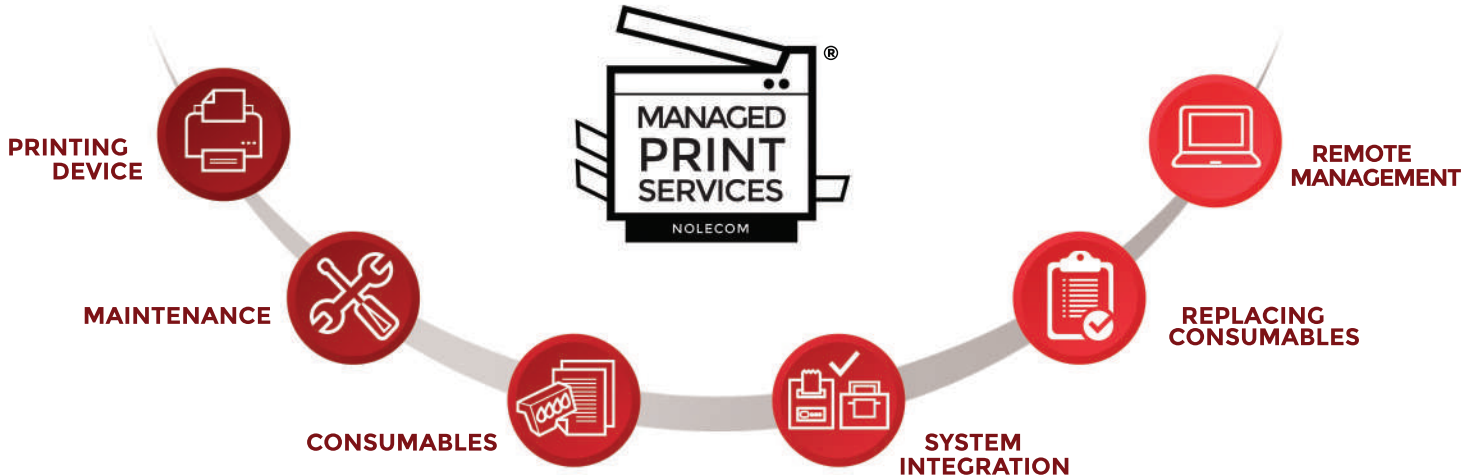 ®
MANAGED
PRINT
SERVICES
NOLECOM
PRINTING
DEVICE
MAINTENANCE
CONSUMABLES
SYSTEM
INTEGRATION
REPLACING
CONSUMABLES
REMOTE
MANAGEMENT